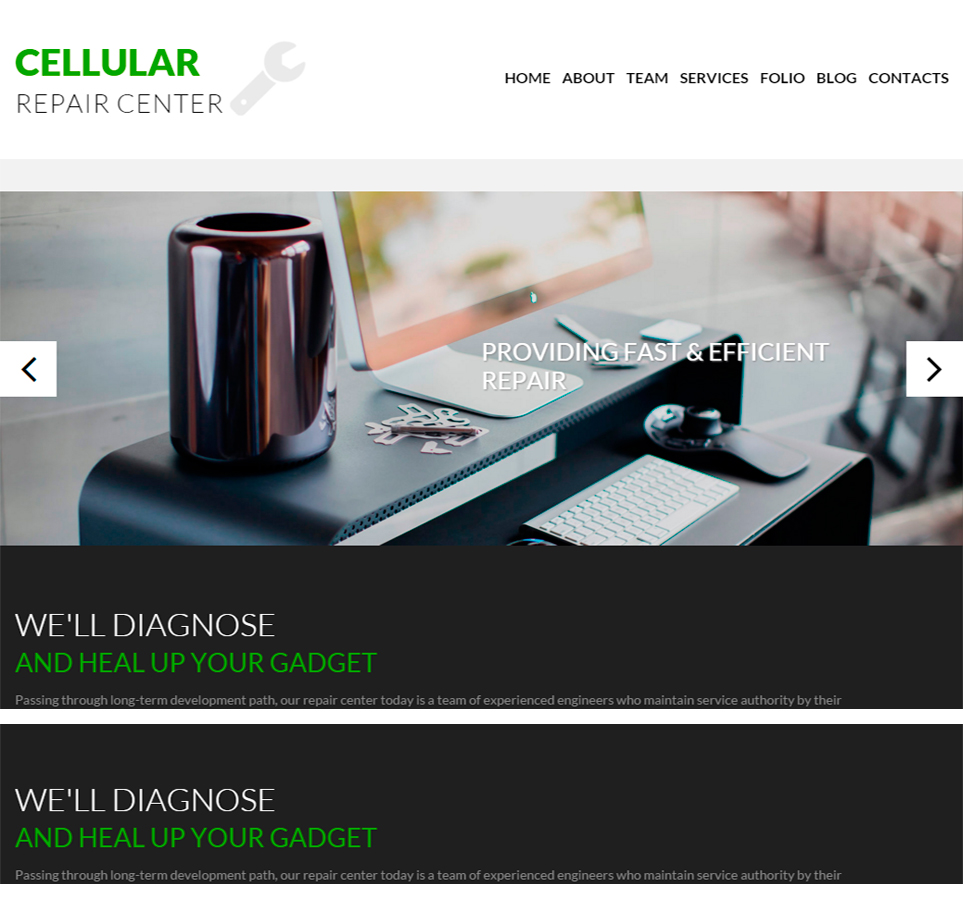 CELLULAR
REPAIR CENTER
HOME ABOUT TEAM SERVICES FOLIO BLOG CONTACTS
PROVIDING FAST & EFFICIENT
REPAIR
WE'LL DIAGNOSE
AND HEAL UP YOUR GADGET
Passing through long-term development path, our repair center today is a team of experienced engineers who maintain service authority by their
WE'LL DIAGNOSE
AND HEAL UP YOUR GADGET
Passing through long-term development path, our repair center today is a team of experienced engineers who maintain service authority by their